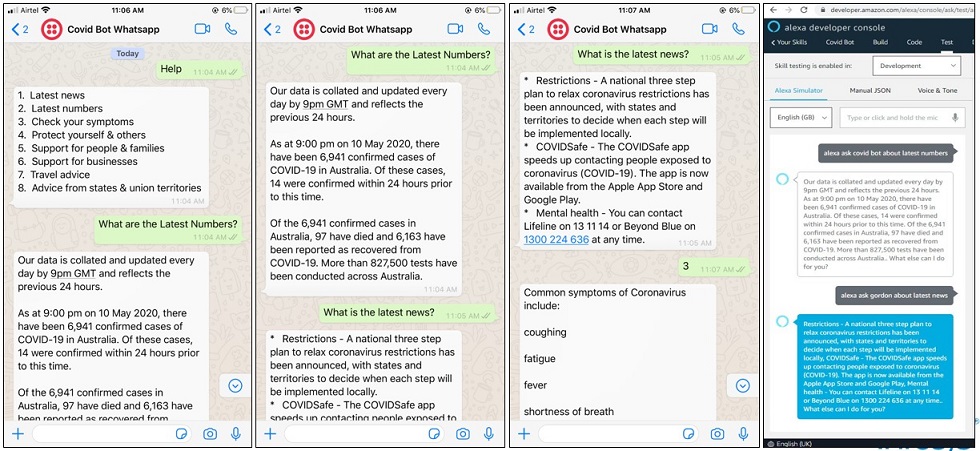 Airtel 11:06 AM 6%
2 Covid Bot Whatsapp
Today
Help
11:04 AM
1. Latest news
2. Latest numbers
3. Check your symptoms
4. Protect yourself & others
5. Support for people & families
6. Support for businesses
7. Travel advice
8. Advice from states & union territories
11:04 AM
What are the Latest Numbers?
11:04 AM
Our data is collated and updated every
day by 9pm GMT and reflects the
previous 24 hours.
As at 9:00 pm on 10 May 2020, there
have been 6,941 confirmed cases of
COVID-19 in Australia. Of these cases,
14 were confirmed within 24 hours prior
to this time.
Of the 6,941 confirmed cases in
Australia, 97 have died and 6,163 have
been reported as recovered from
Airtel 11:06 AM 6%
2 Covid Bot Whatsapp
What are the Latest Numbers?
11:04 AM
Our data is collated and updated every
day by 9pm GMT and reflects the
previous 24 hours.
As at 9:00 pm on 10 May 2020, there
have been 6,941 confirmed cases of
COVID-19 in Australia. Of these cases,
14 were confirmed within 24 hours prior
to this time.
Of the 6,941 confirmed cases in
Australia, 97 have died and 6,163 have
been reported as recovered from
COVID-19. More than 827,500 tests have
been conducted across Australia.
11:04 AM
What is the latest news?
11:05 AM
* Restrictions - A national three step
plan to relax coronavirus restrictions
has been announced, with states and
territories to decide when each step will
be implemented locally.
* COVIDSafe - The COVIDSafe app
speeds up contacting people exposed to
Airtel 11:07 AM 6%
2 Covid Bot Whatsapp
What is the latest news?
11:05 AM
* Restrictions - A national three step
plan to relax coronavirus restrictions has
been announced, with states and
territories to decide when each step will
be implemented locally.
* COVIDSafe - The COVIDSafe app
speeds up contacting people exposed to
coronavirus (COVID-19). The app is now
available from the Apple App Store and
Google Play.
* Mental health - You can contact
Lifeline on 13 11 14 or Beyond Blue on
1300 224 636 at any time.
11:05 AM
3
11:07 AM
Common symptoms of Coronavirus
include:
coughing
fatigue
fever
shortness of breath
developer.amazon.com/alexa/console/ask/test/a
alexa developer console
Your Skills Covid Bot Build Code Test
Skill testing is enabled in: Development
Alexa Simulator Manual JSON Voice & Tone
English (GB) Type or click and hold the mic
alexa ask covid bot about latest numbers
Our data is collated and updated every day by
9pm GMT and reflects the previous 24 hours.
As at 9:00 pm on 10 May 2020, there have been
6,941 confirmed cases of COVID-19 in
Australia. Of these cases, 14 were confirmed
within 24 hours prior to this time. Of the 6,941
confirmed cases in Australia, 97 have died and
6,163 have been reported as recovered from
COVID-19. More than 827,500 tests have been
conducted across Australia.. What else can I do
for you?
alexa ask gordon about latest news
Restrictions - A national three step plan to relax
coronavirus restrictions has been
announced, with states and territories to
decide when each step will be implemented
locally, COVIDSafe - The COVIDSafe app
speeds up contacting people exposed to
coronavirus (COVID-19). The app is now
available from the Apple App Store and Google Play, Mental
health - You can contact Lifeline on 13 11 14
or Beyond Blue on 1300 224 636 at any time..
What else can I do for you?
English (UK)